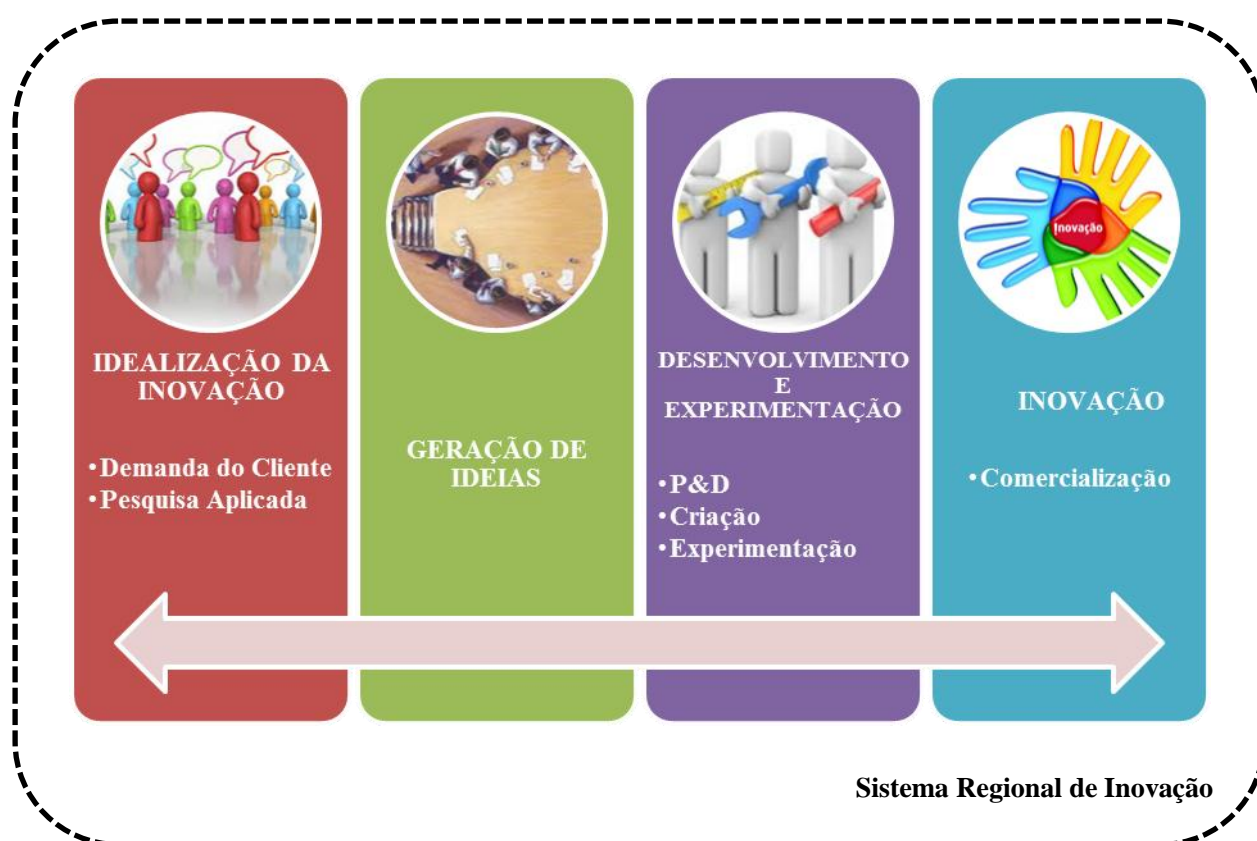 IDEALIZAÇÃO DA
INOVAÇÃO
•Demanda do Cliente
•Pesquisa Aplicada
GERAÇÃO DE
IDEIAS
DESENVOLVIMENTO
E
EXPERIMENTAÇÃO
•P&D
•Criação
•Experimentação
Inovação
INOVAÇÃO
•Comercialização
Sistema Regional de Inovação